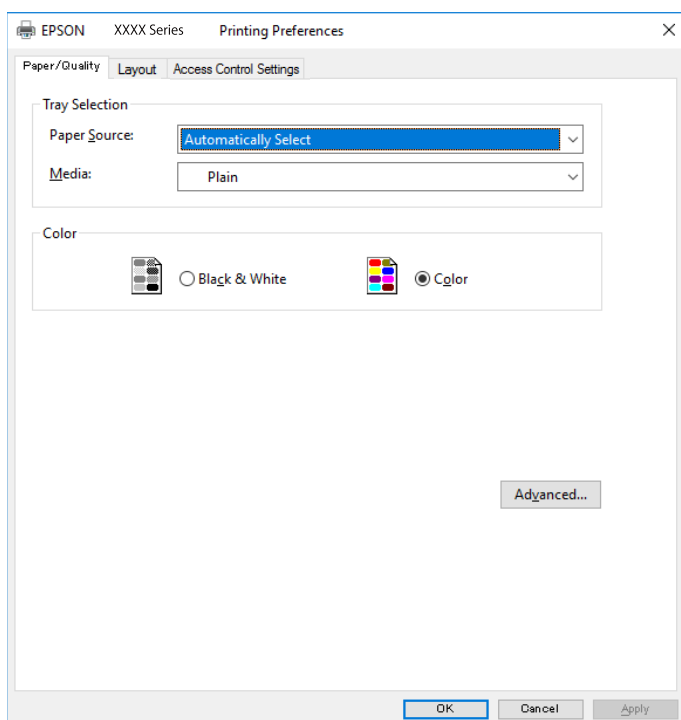 EPSON XXXX Series Printing Preferences
Paper/Quality Layout Access Control Settings
Tray Selection
Paper Source: Automatically Select
Media: Plain
Color
Black & White Color
Advanced...
OK Cancel Apply